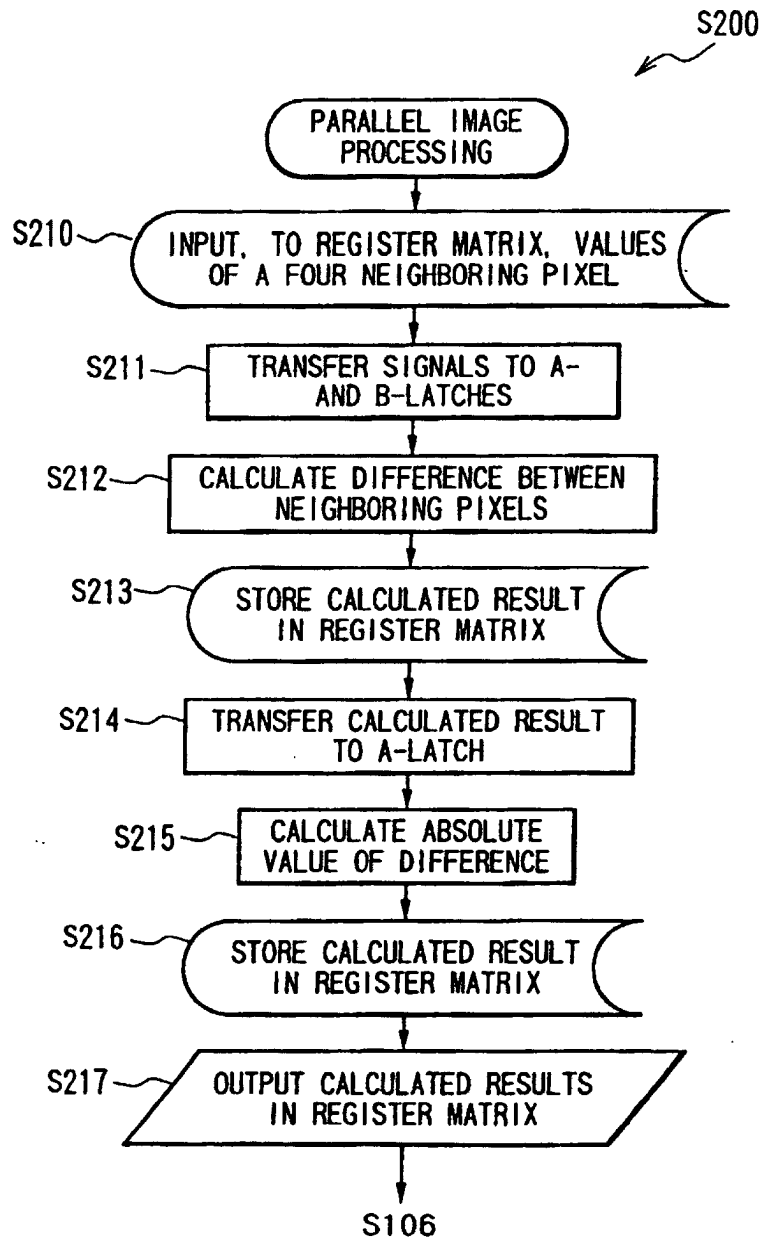 S200
PARALLEL IMAGE
PROCESSING
S210
INPUT, TO REGISTER MATRIX, VALUES
OF A FOUR NEIGHBORING PIXEL
S211
TRANSFER SIGNALS TO A-
AND B-LATCHES
S212
CALCULATE DIFFERENCE BETWEEN
NEIGHBORING PIXELS
S213
STORE CALCULATED RESULT
IN REGISTER MATRIX
S214
TRANSFER CALCULATED RESULT
TO A-LATCH
S215
CALCULATE ABSOLUTE
VALUE OF DIFFERENCE
S216
STORE CALCULATED RESULT
IN REGISTER MATRIX
S217
OUTPUT CALCULATED RESULTS
IN REGISTER MATRIX
S106